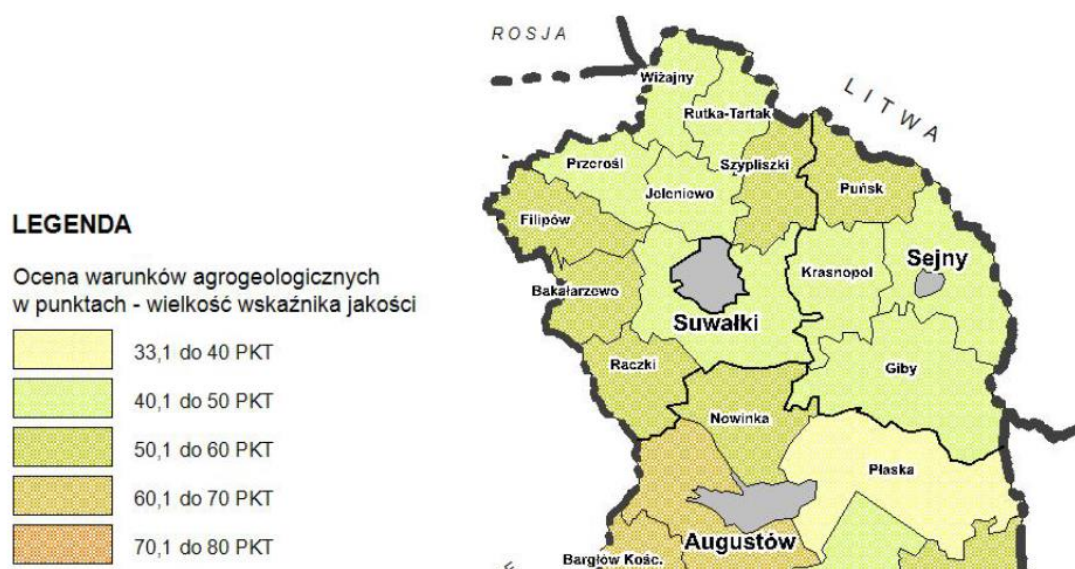 ROSJA
LITWA
Wiżajny
Rutka-Tartak
Przerośl
Szypliszki
Jeleniewo
Puńsk
Filipów
Krasnopol
Sejny
Bakałarzewo
Suwałki
Raczki
Giby
Nowinka
Płaska
Augustów
Bargłów Kośc.
LEGENDA
Ocena warunków agrogeologicznych
w punktach - wielkość wskaźnika jakości
33,1 do 40 PKT
40,1 do 50 PKT
50,1 do 60 PKT
60,1 do 70 PKT
70,1 do 80 PKT